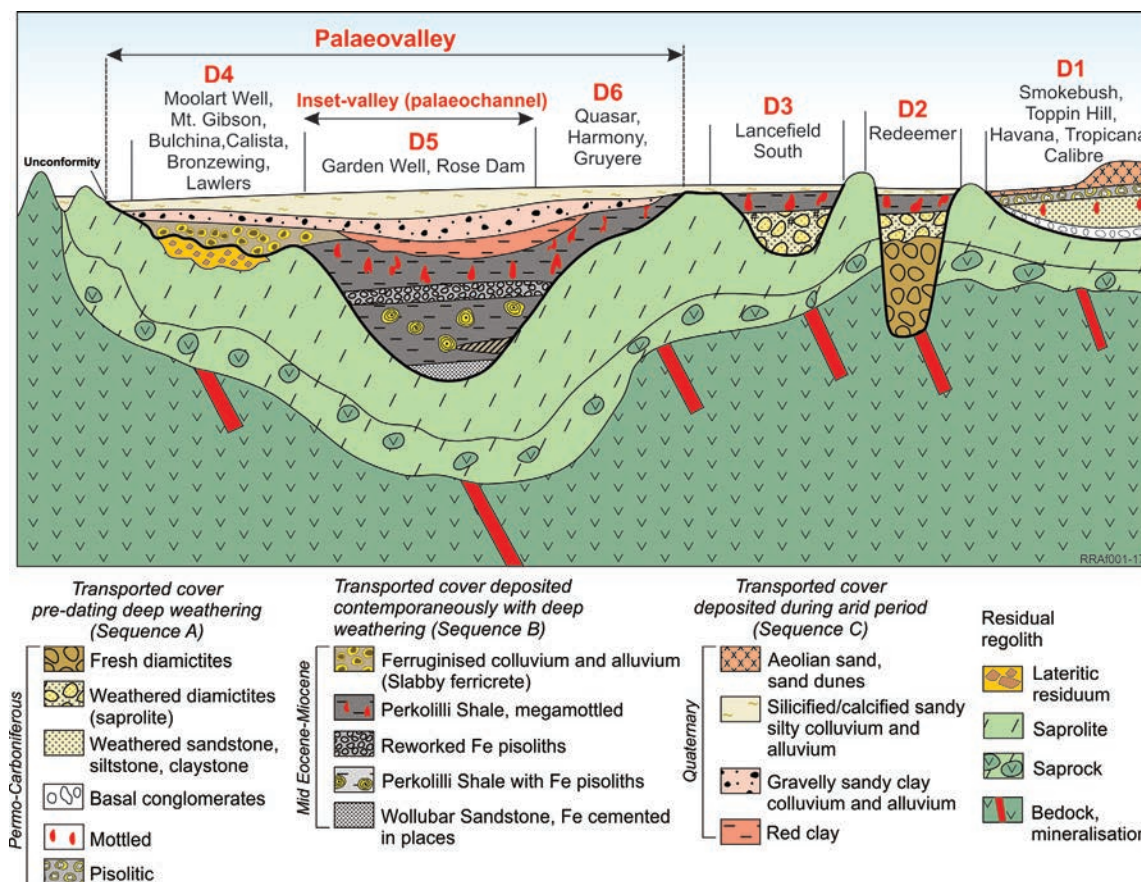 Palaeovalley
D4
Moolart Well,
Mt. Gibson,
Bulchina,Calista,
Bronzewing,
Lawlers
Inset-valley (palaeochannel)
D5
Garden Well, Rose Dam
D6
Quasar,
Harmony,
Gruyere
D3
Lancefield
South
D2
Redeemer
D1
Smokebush,
Toppin Hill,
Havana, Tropicana
Calibre
Unconformity
RRAf001-17
Transported cover
pre-dating deep weathering
(Sequence A)
Permo-Carboniferous
Fresh diamictites
Weathered diamictites
(saprolite)
Weathered sandstone,
siltstone, claystone
Basal conglomerates
Mottled
Pisolitic
Transported cover
deposited
contemporaneously with deep
weathering (Sequence B)
Mid Eocene-Miocene
Ferruginised colluvium and alluvium
(Slabby ferricrete)
Perkolilli Shale, megamottled
Reworked Fe pisoliths
Perkolilli Shale with Fe pisoliths
Wollubar Sandstone, Fe cemented
in places
Transported cover
deposited during arid period
(Sequence C)
Quaternary
Aeolian sand,
sand dunes
Silicified/calcified sandy
silty colluvium and
alluvium
Gravelly sandy clay
colluvium and alluvium
Red clay
Residual
regolith
Lateritic
residuum
Saprolite
Saprock
Bedock,
mineralisation